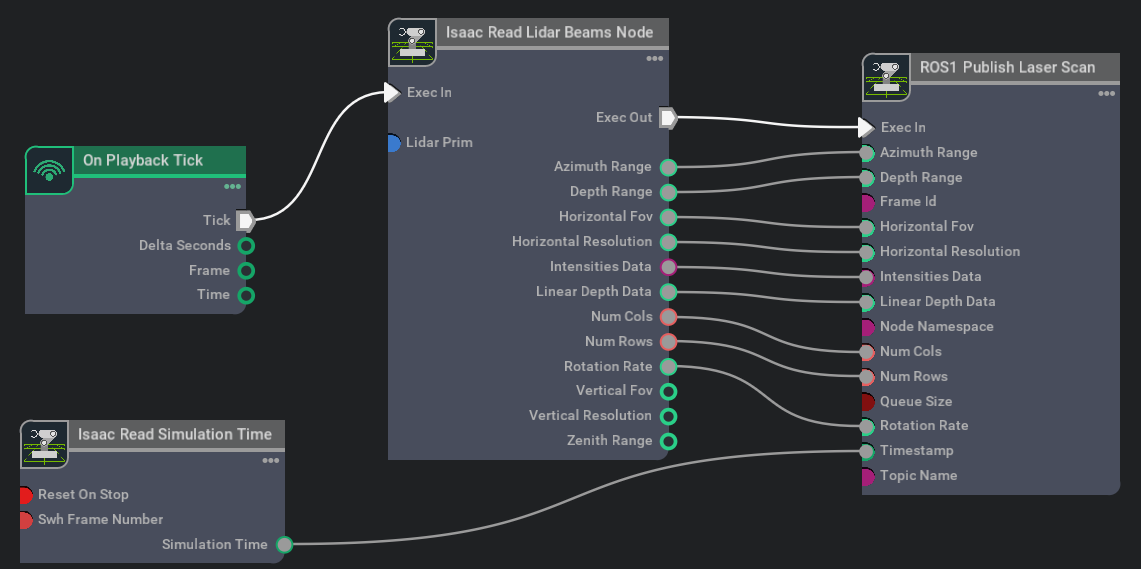 On Playback Tick
Tick
Delta Seconds
Frame
Time
Isaac Read Simulation Time
Reset On Stop
Swh Frame Number
Simulation Time
Isaac Read Lidar Beams Node
Exec In
Exec Out
Lidar Prim
Azimuth Range
Depth Range
Horizontal Fov
Horizontal Resolution
Intensities Data
Linear Depth Data
Num Cols
Num Rows
Rotation Rate
Vertical Fov
Vertical Resolution
Zenith Range
ROS1 Publish Laser Scan
Exec In
Azimuth Range
Depth Range
Frame Id
Horizontal Fov
Horizontal Resolution
Intensities Data
Linear Depth Data
Node Namespace
Num Cols
Num Rows
Queue Size
Rotation Rate
Timestamp
Topic Name